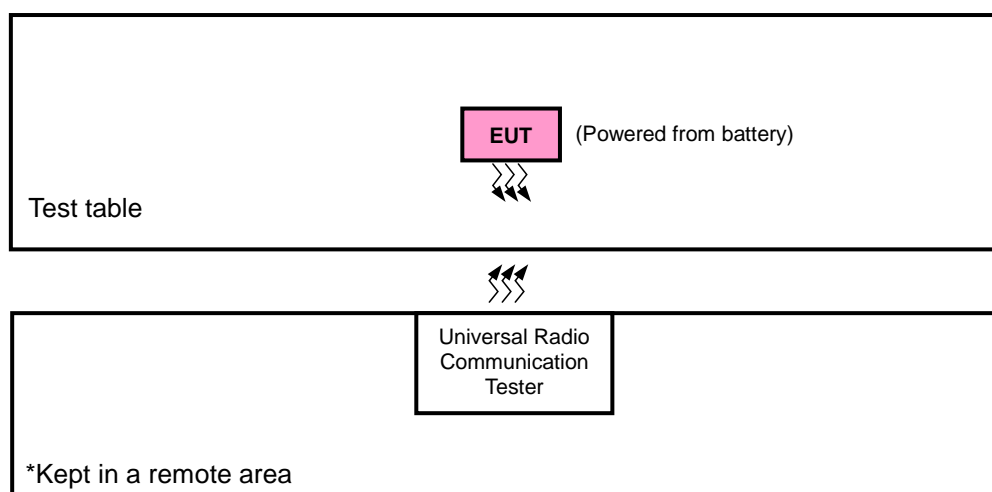 EUT
(Powered from battery)
Test table
Universal Radio
Communication
Tester
*Kept in a remote area